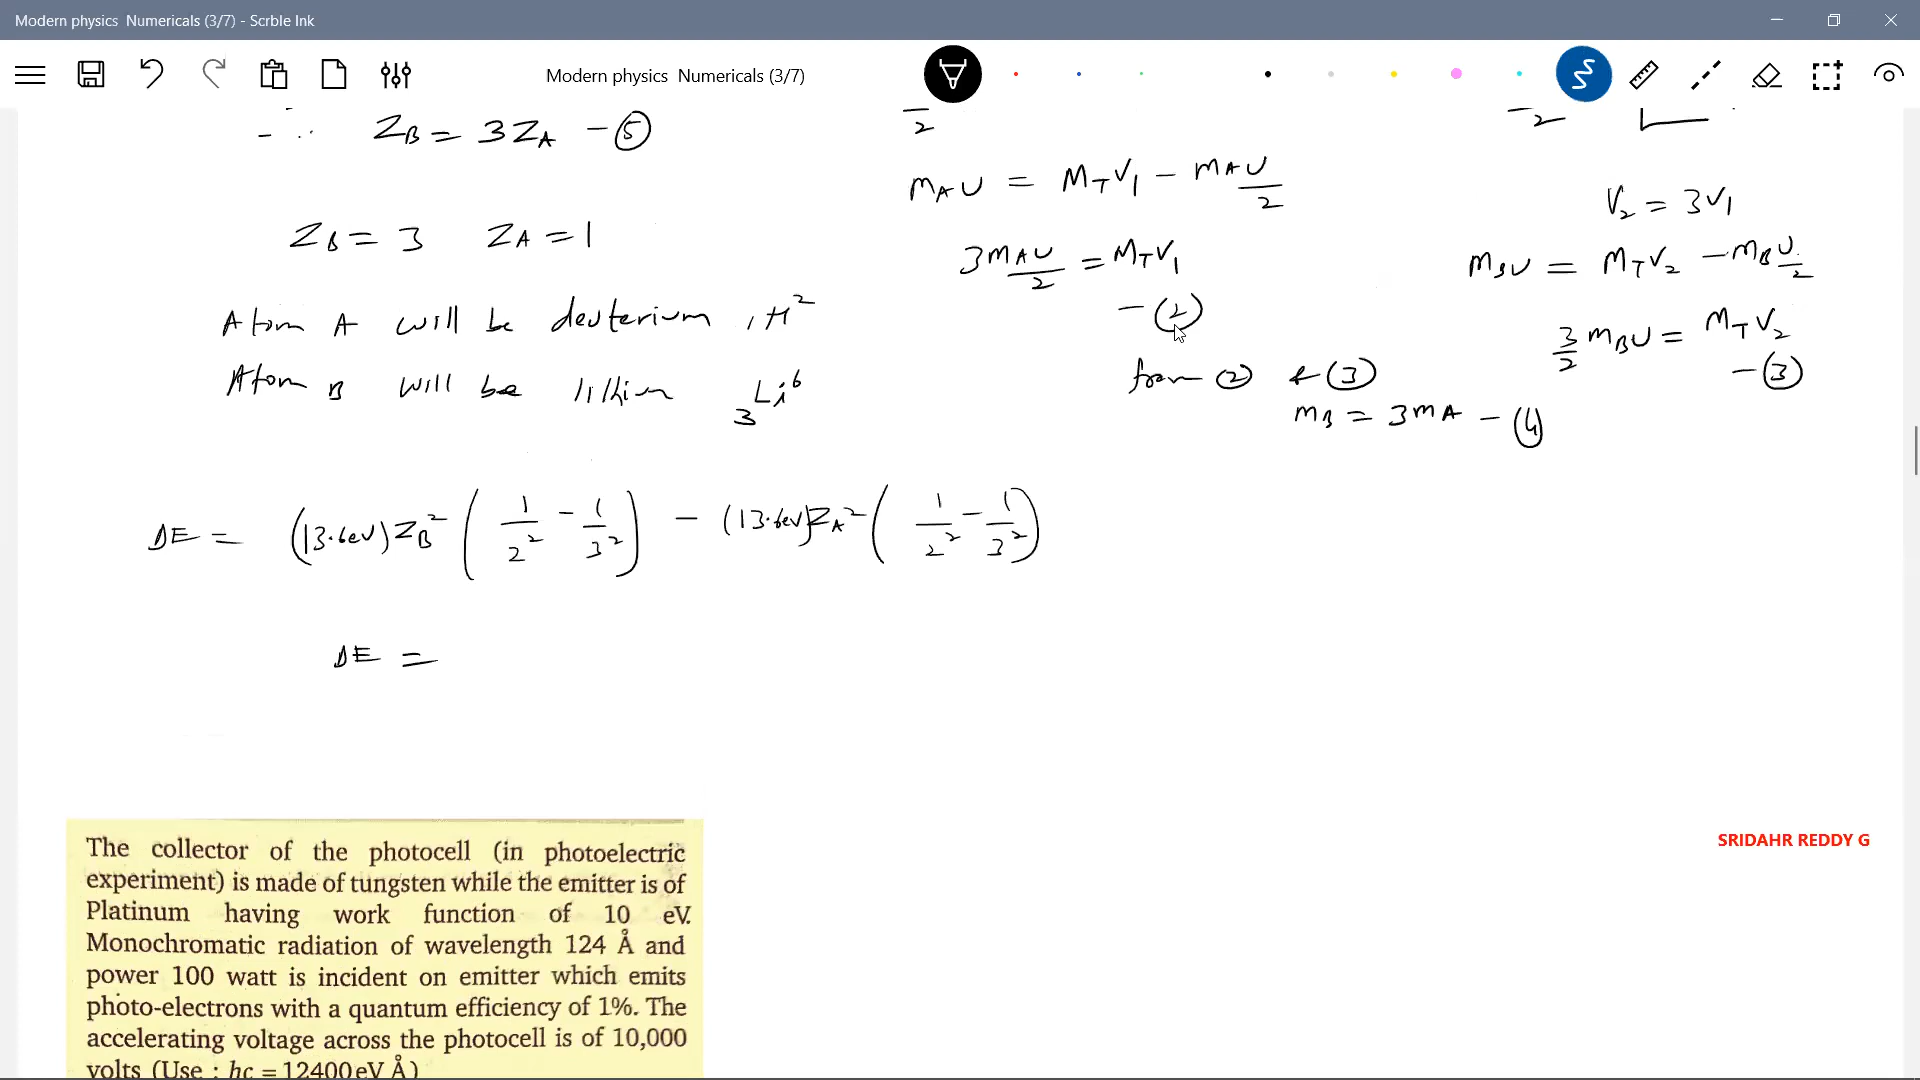 Modern physics Numericals (3/7) - Scrble Ink
Modern physics Numericals (3/7)
Z_B = 3Z_A - (5)
Z_B = 3 Z_A = 1
Atom A will be deuterium ₁H²
Atom B will be lithium ₃Li⁶
2
m_A U = M_T V_1 - m_A U/2
3 m_A U/2 = M_T V_1
- (2)
2
V_2 = 3V_1
m_B U = M_T V_2 - m_B U/2
3/2 m_B U = M_T V_2
- (3)
from (2) & (3)
m_B = 3 m_A - (4)
ΔE = (13.6ev) Z_B² (1/2² - 1/3²) - (13.6ev) Z_A² (1/2² - 1/3²)
ΔE =
The collector of the photocell (in photoelectric
experiment) is made of tungsten while the emitter is of
Platinum having work function of 10 eV.
Monochromatic radiation of wavelength 124 Å and
power 100 watt is incident on emitter which emits
photo-electrons with a quantum efficiency of 1%. The
accelerating voltage across the photocell is of 10,000
volts (Use : hc = 12400 eV Å)
SRIDAHR REDDY G